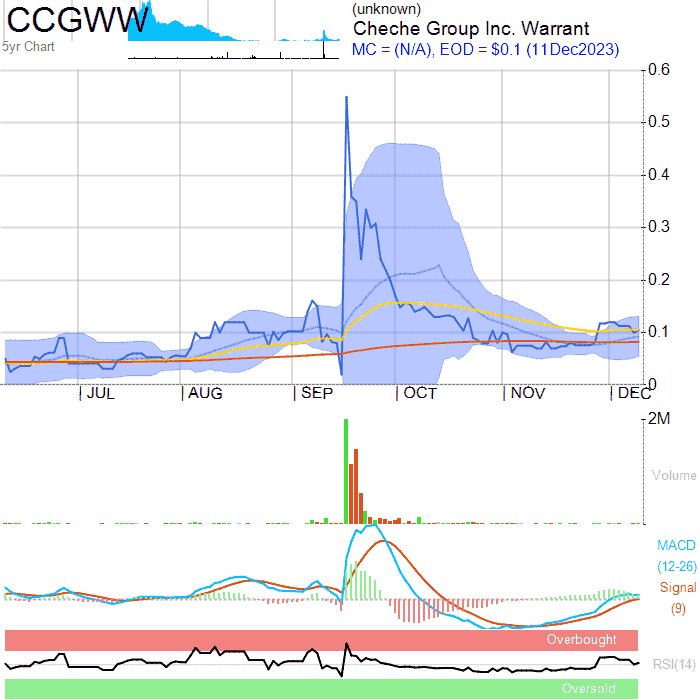 CCGWW
5yr Chart
(unknown)
Cheche Group Inc. Warrant
MC = (N/A), EOD = $0.1 (11Dec2023)
0.6
0.5
0.4
0.3
0.2
0.1
0
JUL
AUG
SEP
OCT
NOV
DEC
2M
Volume
MACD
(12-26)
Signal
(9)
Overbought
RSI(14)
Oversold